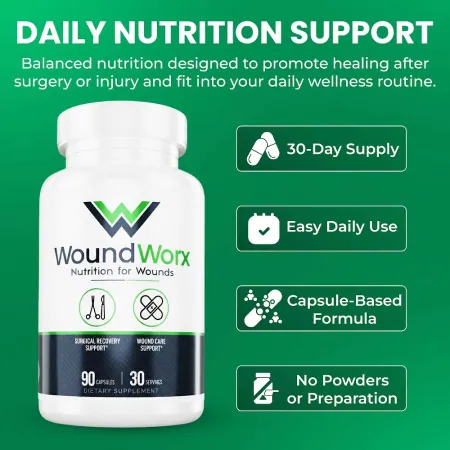 DAILY NUTRITION SUPPORT
Balanced nutrition designed to promote healing after
surgery or injury and fit into your daily wellness routine.
WoundWorx
Nutrition for Wounds
SURGICAL RECOVERY
SUPPORT*
WOUND CARE
SUPPORT*
90 CAPSULES | 30 SERVINGS
DIETARY SUPPLEMENT
30-Day Supply
Easy Daily Use
Capsule-Based
Formula
No Powders
or Preparation